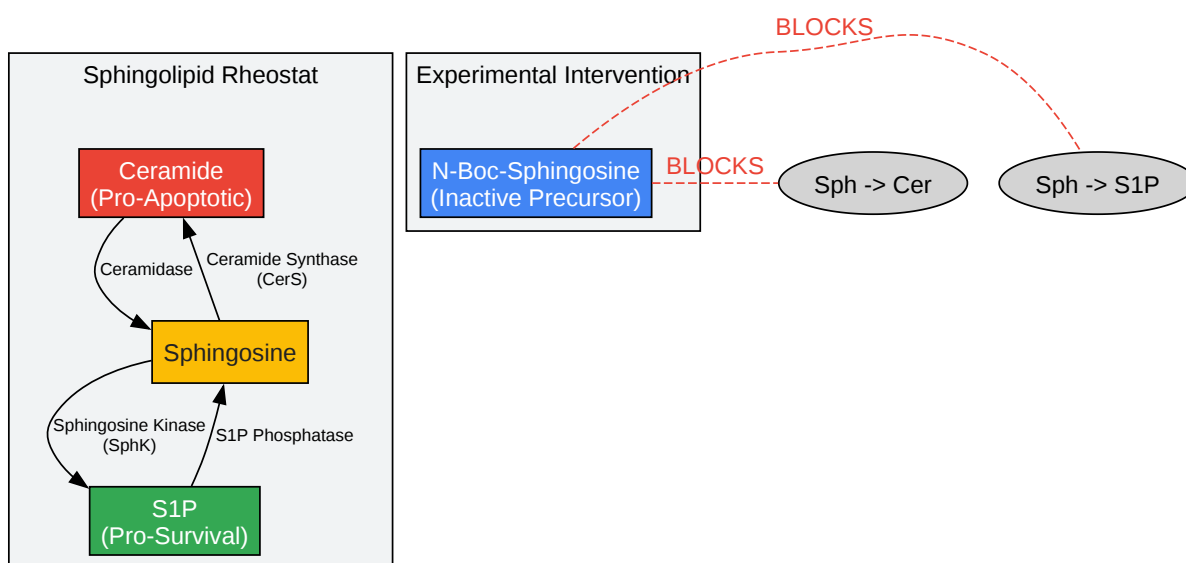 Sphingolipid Rheostat
Ceramide
(Pro-Apoptotic)
Ceramidase
Ceramide Synthase
(CerS)
Sphingosine
Sphingosine Kinase
(SphK)
S1P Phosphatase
S1P
(Pro-Survival)
Experimental Intervention
N-Boc-Sphingosine
(Inactive Precursor)
BLOCKS
BLOCKS
Sph -> Cer
Sph -> S1P